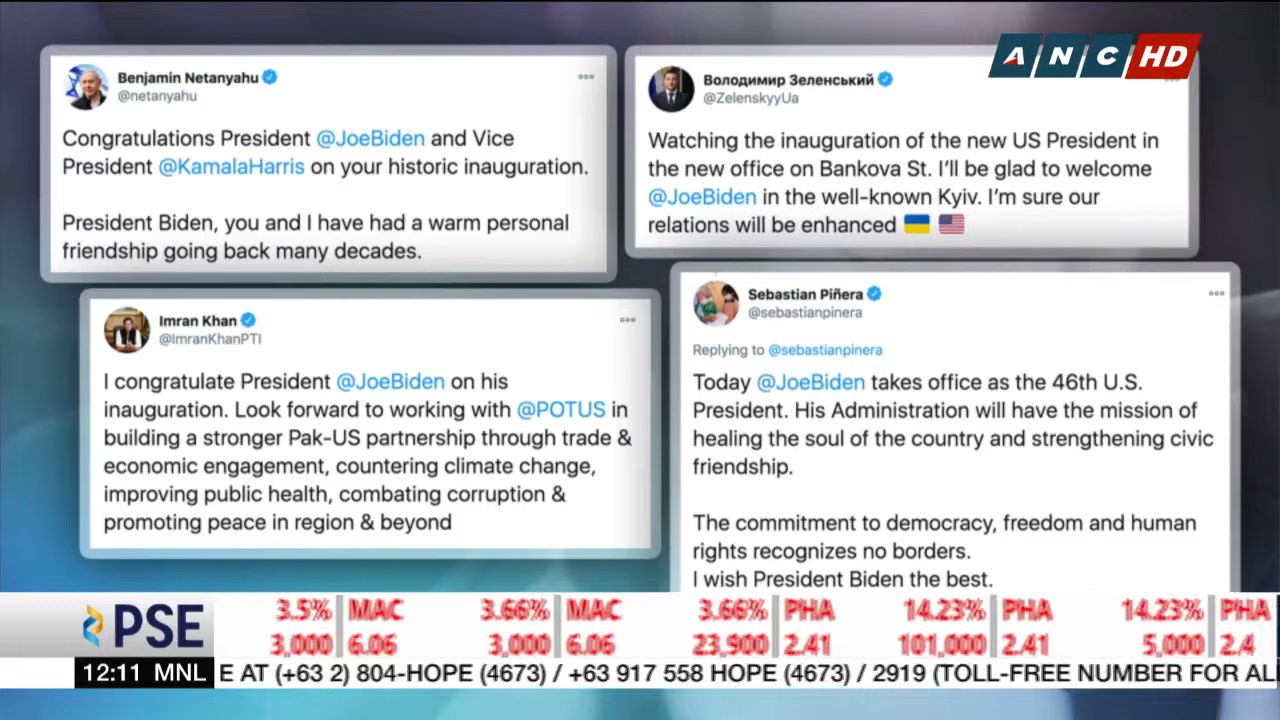 ANC HD
Benjamin Netanyahu
@netanyahu
Congratulations President @JoeBiden and Vice
President @KamalaHarris on your historic inauguration.
President Biden, you and I have had a warm personal
friendship going back many decades.
Володимир Зеленський
@ZelenskyyUa
Watching the inauguration of the new US President in
the new office on Bankova St. I'll be glad to welcome
@JoeBiden in the well-known Kyiv. I'm sure our
relations will be enhanced 🇺🇦 🇺🇸
Imran Khan
@ImranKhanPTI
I congratulate President @JoeBiden on his
inauguration. Look forward to working with @POTUS in
building a stronger Pak-US partnership through trade &
economic engagement, countering climate change,
improving public health, combating corruption &
promoting peace in region & beyond
Sebastian Piñera
@sebastianpinera
Replying to @sebastianpinera
Today @JoeBiden takes office as the 46th U.S.
President. His Administration will have the mission of
healing the soul of the country and strengthening civic
friendship.
The commitment to democracy, freedom and human
rights recognizes no borders.
I wish President Biden the best.
PSE
3.5% MAC 3.66% MAC 3.66% PHA 14.23% PHA 14.23% PHA
3,000 6.06 3,000 6.06 23,900 2.41 101,000 2.41 5,000 2.4
12:11 MNL E AT (+63 2) 804-HOPE (4673) / +63 917 558 HOPE (4673) / 2919 (TOLL-FREE NUMBER FOR AL